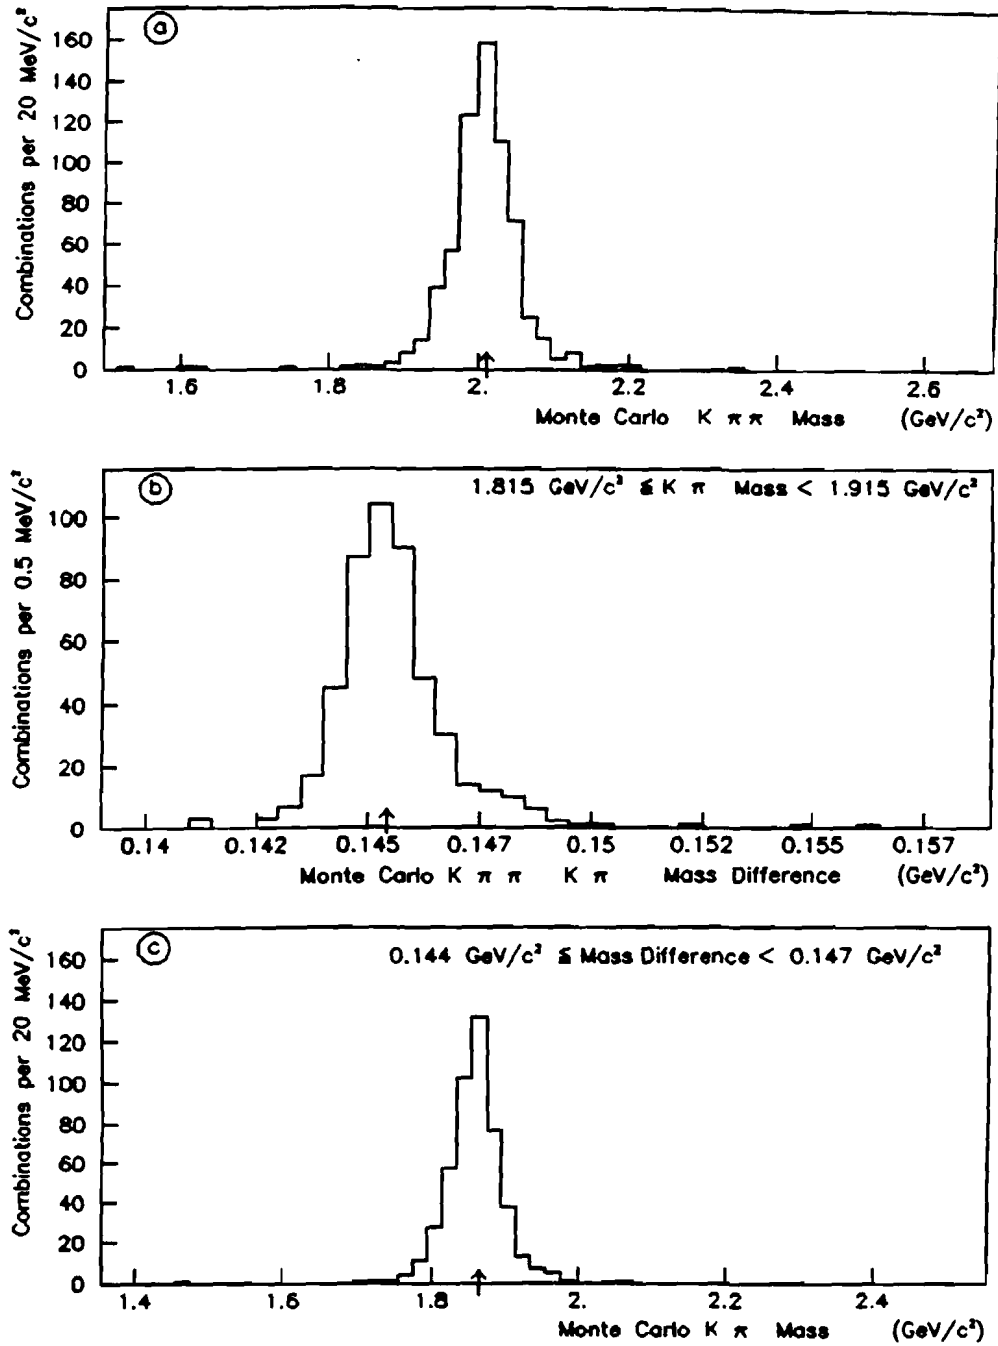 a
Combinations per 20 MeV/c²
160
140
120
100
80
60
40
20
0
1.6 1.8 2. 2.2 2.4 2.6
Monte Carlo K π π Mass (GeV/c²)
b
1.815 GeV/c² ≦ K π Mass < 1.915 GeV/c²
Combinations per 0.5 MeV/c²
100
80
60
40
20
0
0.14 0.142 0.145 0.147 0.15 0.152 0.155 0.157
Monte Carlo K π π K π Mass Difference (GeV/c²)
c
0.144 GeV/c² ≦ Mass Difference < 0.147 GeV/c²
Combinations per 20 MeV/c²
160
140
120
100
80
60
40
20
0
1.4 1.6 1.8 2. 2.2 2.4
Monte Carlo K π Mass (GeV/c²)